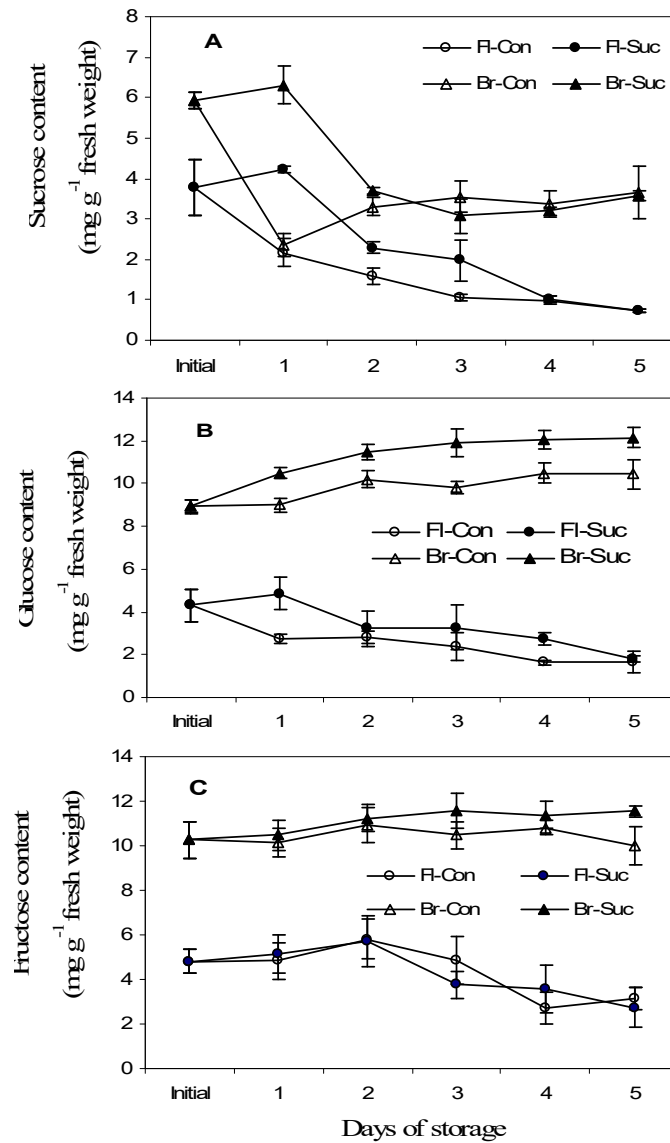 A
Fl-Con Fl-Suc
Br-Con Br-Suc
Sucrose content
(mg g-1 fresh weight)
8
7
6
5
4
3
2
1
0
Initial 1 2 3 4 5
B
Fl-Con Fl-Suc
Br-Con Br-Suc
Glucose content
(mg g-1 fresh weight)
14
12
10
8
6
4
2
0
Initial 1 2 3 4 5
C
Fl-Con Fl-Suc
Br-Con Br-Suc
Fructose content
(mg g-1 fresh weight)
14
12
10
8
6
4
2
0
Initial 1 2 3 4 5
Days of storage